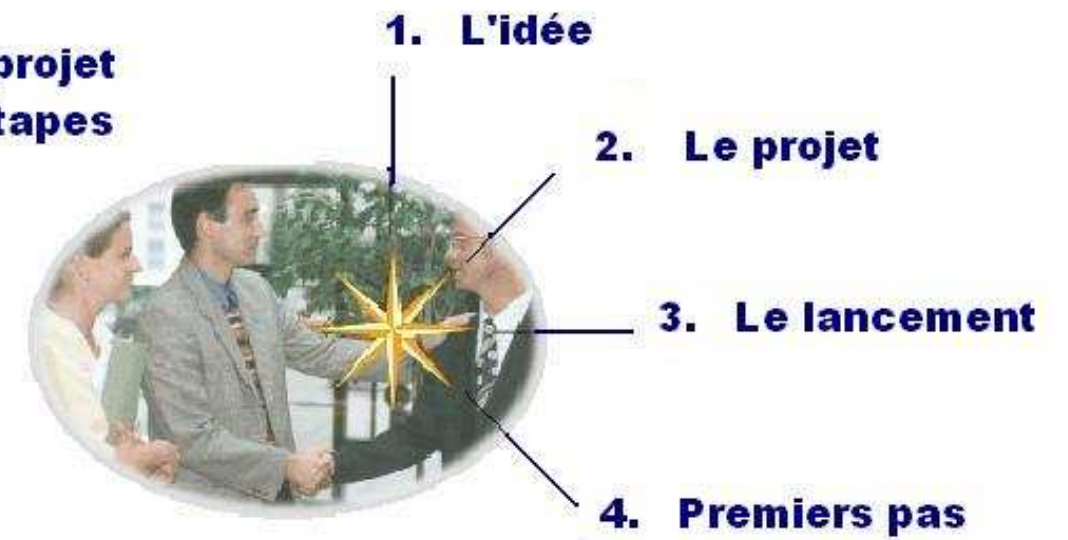 projet
tapes
1. L'idée
2. Le projet
3. Le lancement
4. Premiers pas